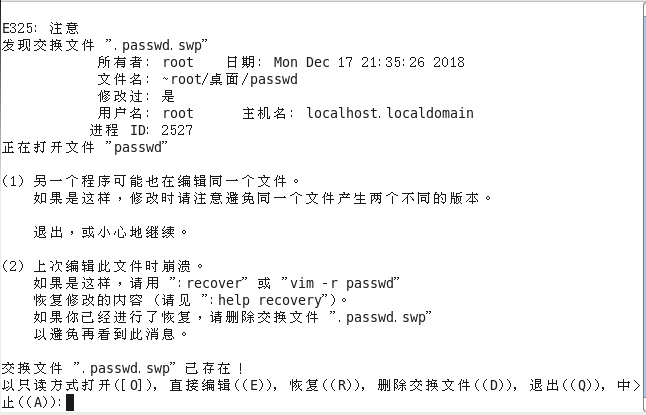 E325: 注意
发现交换文件 ".passwd.swp"
所有者: root    日期: Mon Dec 17 21:35:26 2018
文件名: ~root/桌面/passwd
修改过: 是
用户名: root      主机名: localhost.localdomain
进程 ID: 2527
正在打开文件 "passwd"
(1) 另一个程序可能也在编辑同一个文件。
如果是这样，修改时请注意避免同一个文件产生两个不同的版本。
退出，或小心地继续。
(2) 上次编辑此文件时崩溃。
如果是这样，请用 ":recover" 或 "vim -r passwd"
恢复修改的内容 (请见 ":help recovery")。
如果你已经进行了恢复，请删除交换文件 ".passwd.swp"
以避免再看到此消息。
交换文件 ".passwd.swp" 已存在！
以只读方式打开([O]), 直接编辑((E)), 恢复((R)), 删除交换文件((D)), 退出((Q)), 中>
止((A)):